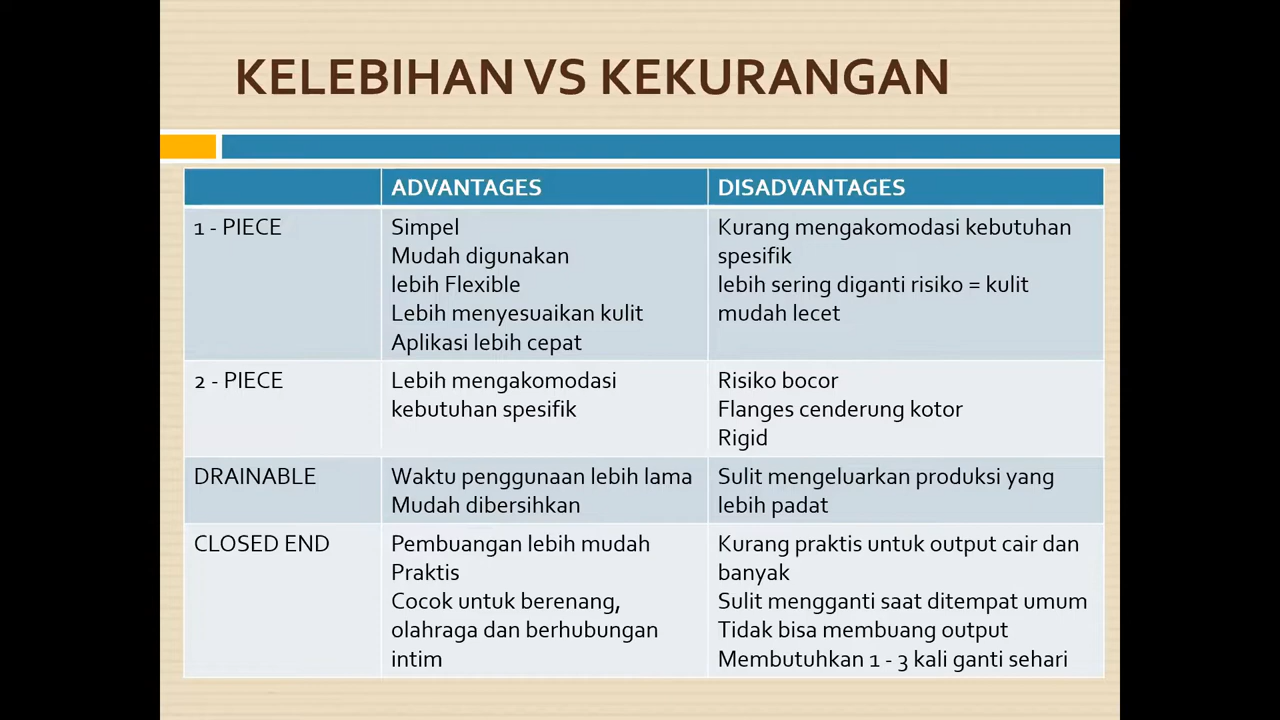 KELEBIHAN VS KEKURANGAN
ADVANTAGES
DISADVANTAGES
1 - PIECE
Simpel
Mudah digunakan
lebih Flexible
Lebih menyesuaikan kulit
Aplikasi lebih cepat
Kurang mengakomodasi kebutuhan
spesifik
lebih sering diganti risiko = kulit
mudah lecet
2 - PIECE
Lebih mengakomodasi
kebutuhan spesifik
Risiko bocor
Flanges cenderung kotor
Rigid
DRAINABLE
Waktu penggunaan lebih lama
Mudah dibersihkan
Sulit mengeluarkan produksi yang
lebih padat
CLOSED END
Pembuangan lebih mudah
Praktis
Cocok untuk berenang,
olahraga dan berhubungan
intim
Kurang praktis untuk output cair dan
banyak
Sulit mengganti saat ditempat umum
Tidak bisa membuang output
Membutuhkan 1 - 3 kali ganti sehari